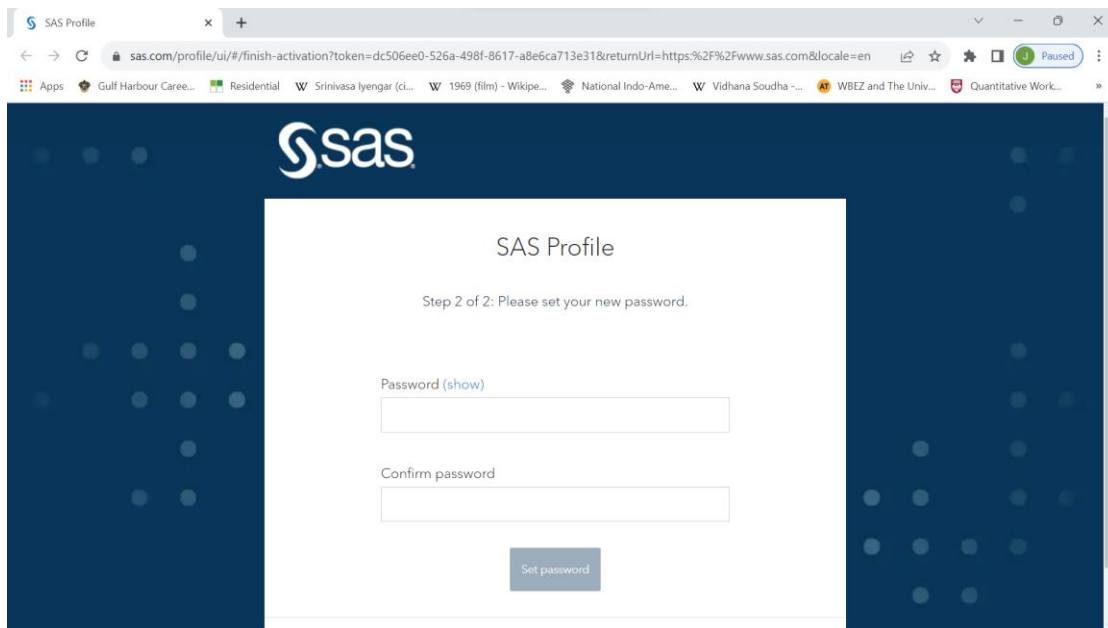 SAS Profile
sas.com/profile/ui/#/finish-activation?token=dc506ee0-526a-498f-8617-a8e6ca713e31&returnUrl=https:%2F%2Fwww.sas.com&locale=en
J Paused
Apps Gulf Harbour Caree... Residential W Srinivasa Iyengar (ci... W 1969 (film) - Wikipe... National Indo-Ame... W Vidhana Soudha -... AT WBEZ and The Univ... Quantitative Work... »
sas
SAS Profile
Step 2 of 2: Please set your new password.
Password (show)
Confirm password
Set password